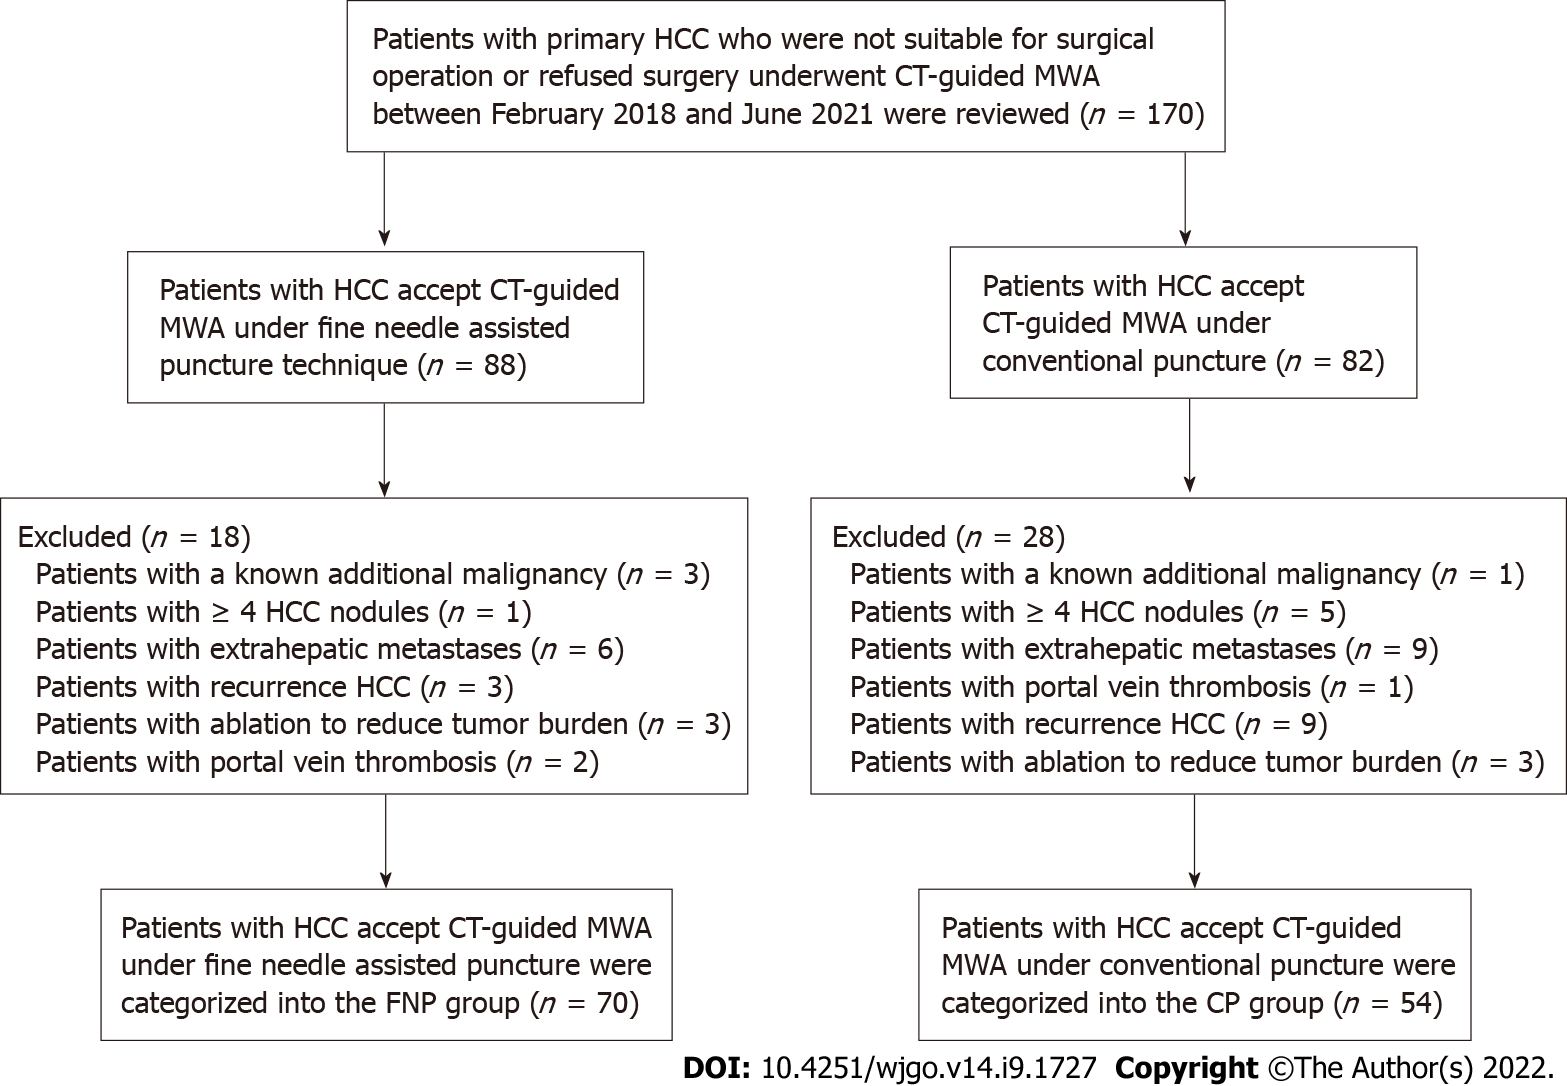 Patients with primary HCC who were not suitable for surgical
operation or refused surgery underwent CT-guided MWA
between February 2018 and June 2021 were reviewed (n = 170)
Patients with HCC accept CT-guided
MWA under fine needle assisted
puncture technique (n = 88)
Patients with HCC accept
CT-guided MWA under
conventional puncture (n = 82)
Excluded (n = 18)
Patients with a known additional malignancy (n = 3)
Patients with ≥ 4 HCC nodules (n = 1)
Patients with extrahepatic metastases (n = 6)
Patients with recurrence HCC (n = 3)
Patients with ablation to reduce tumor burden (n = 3)
Patients with portal vein thrombosis (n = 2)
Excluded (n = 28)
Patients with a known additional malignancy (n = 1)
Patients with ≥ 4 HCC nodules (n = 5)
Patients with extrahepatic metastases (n = 9)
Patients with portal vein thrombosis (n = 1)
Patients with recurrence HCC (n = 9)
Patients with ablation to reduce tumor burden (n = 3)
Patients with HCC accept CT-guided MWA
under fine needle assisted puncture were
categorized into the FNP group (n = 70)
Patients with HCC accept CT-guided
MWA under conventional puncture were
categorized into the CP group (n = 54)
DOI: 10.4251/wjgo.v14.i9.1727 Copyright ©The Author(s) 2022.